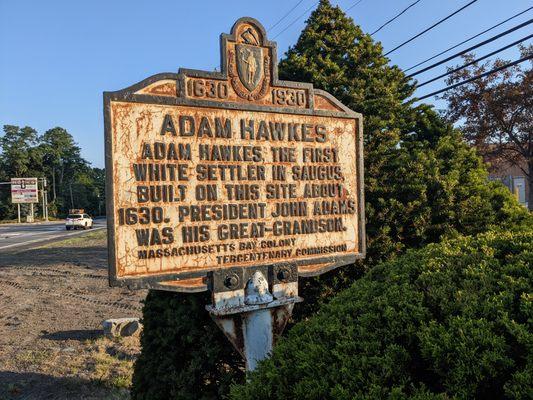 1630 1930
ADAM HAWKES
ADAM HAWKES, THE FIRST
WHITE SETTLER IN SAUGUS,
BUILT ON THIS SITE ABOUT
1630. PRESIDENT JOHN ADAMS
WAS HIS GREAT-GRANDSON.
MASSACHUSETTS BAY COLONY
TERCENTENARY COMMISSION